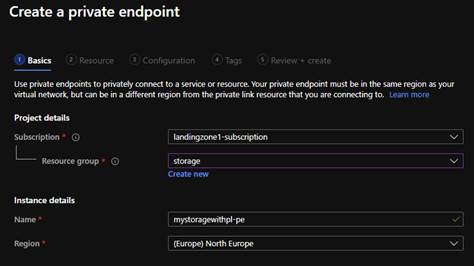 Create a private endpoint
1 Basics 2 Resource 3 Configuration 4 Tags 5 Review + create
Use private endpoints to privately connect to a service or resource. Your private endpoint must be in the same region as your
virtual network, but can be in a different region from the private link resource that you are connecting to. Learn more
Project details
Subscription * landingzone1-subscription
Resource group * storage
Create new
Instance details
Name * mystoragewithpl-pe
Region * (Europe) North Europe